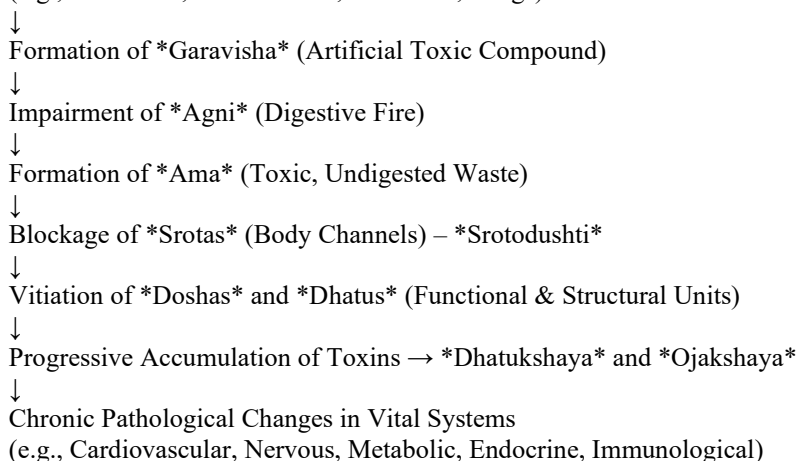 ↓
Formation of *Garavisha* (Artificial Toxic Compound)
↓
Impairment of *Agni* (Digestive Fire)
↓
Formation of *Ama* (Toxic, Undigested Waste)
↓
Blockage of *Srotas* (Body Channels) – *Srotodushti*
↓
Vitiation of *Doshas* and *Dhatus* (Functional & Structural Units)
↓
Progressive Accumulation of Toxins → *Dhatukshaya* and *Ojakshaya*
↓
Chronic Pathological Changes in Vital Systems
(e.g., Cardiovascular, Nervous, Metabolic, Endocrine, Immunological)